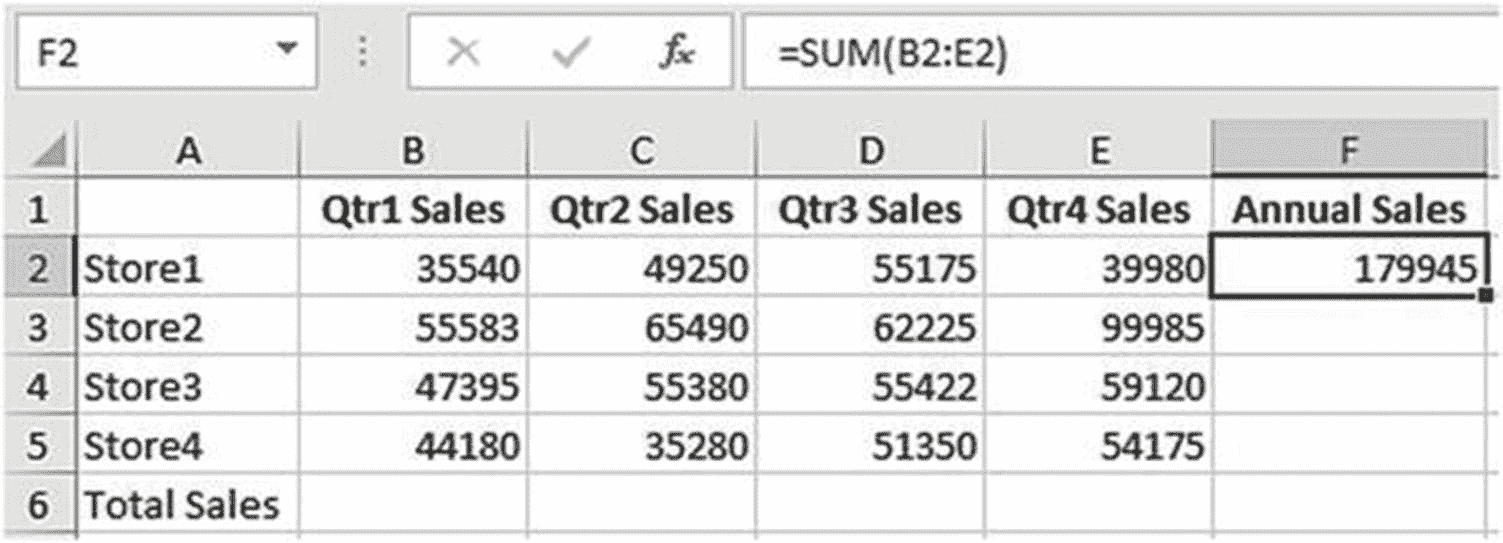 F2 fx =SUM(B2:E2)
A B C D E F
1 Qtr1 Sales Qtr2 Sales Qtr3 Sales Qtr4 Sales Annual Sales
2 Store1 35540 49250 55175 39980 179945
3 Store2 55583 65490 62225 99985
4 Store3 47395 55380 55422 59120
5 Store4 44180 35280 51350 54175
6 Total Sales